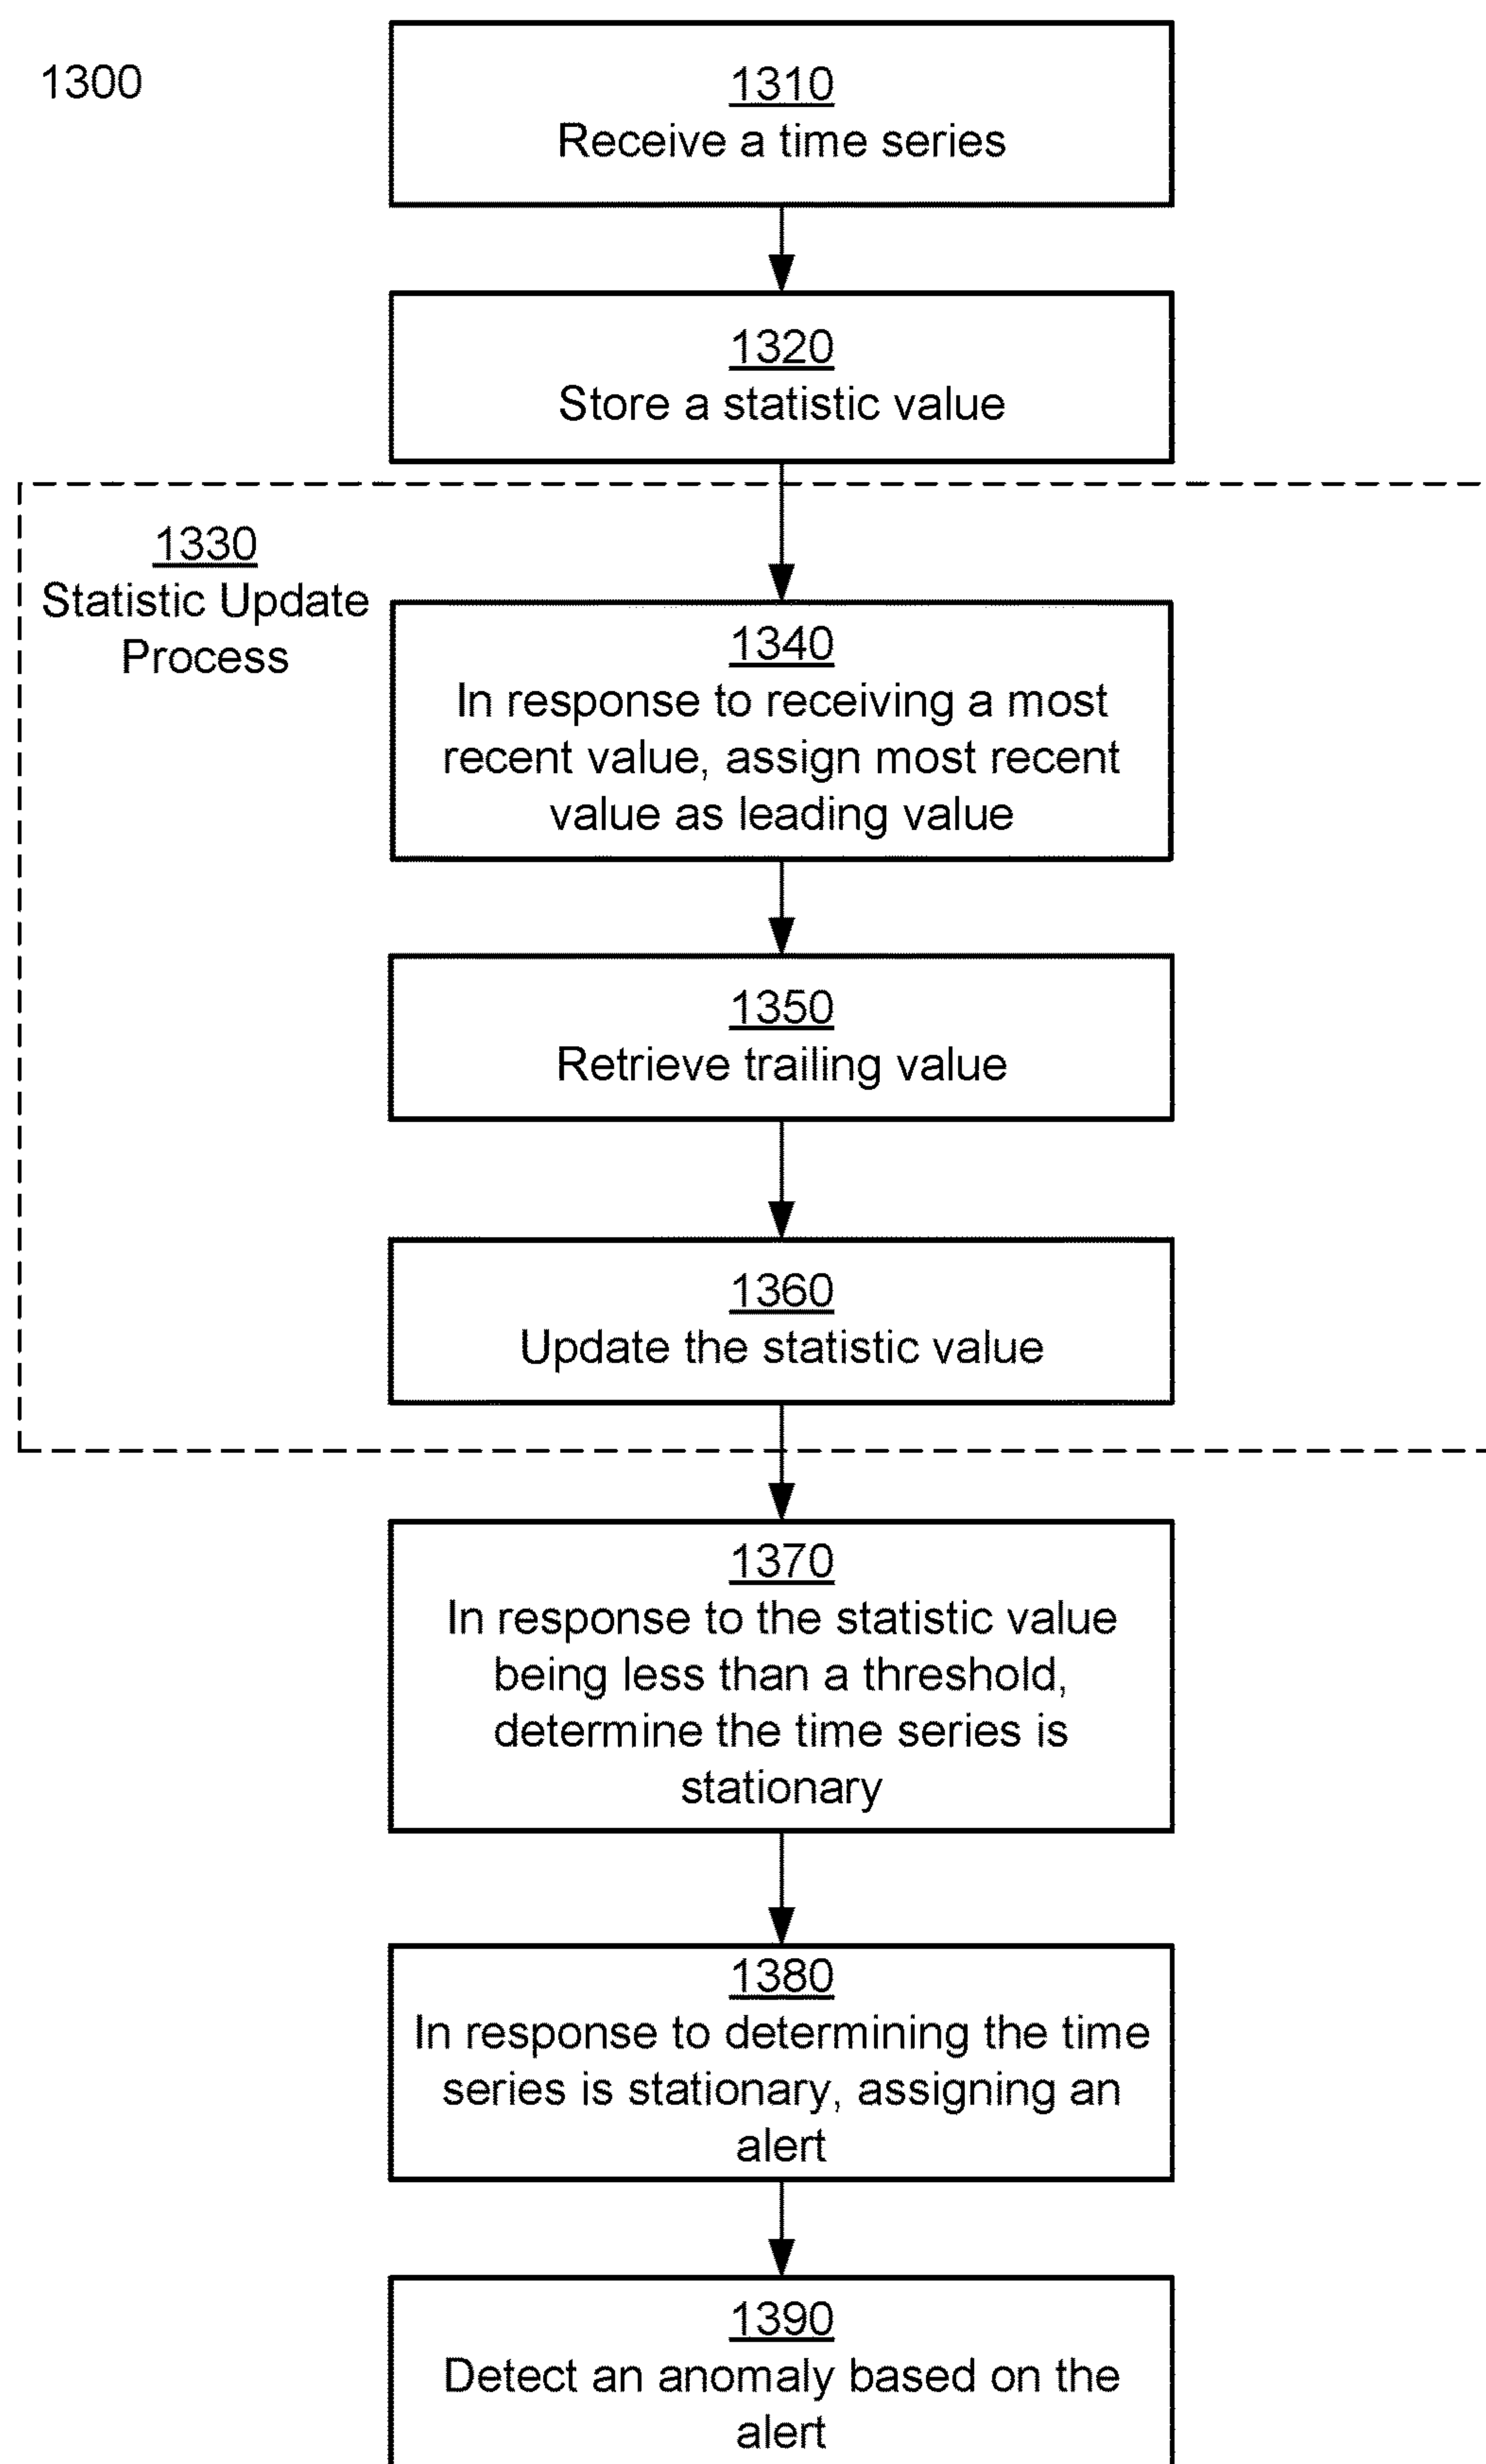 1300
1310
Receive a time series
1320
Store a statistic value
1330
Statistic Update
Process
1340
In response to receiving a most
recent value, assign most recent
value as leading value
1350
Retrieve trailing value
1360
Update the statistic value
1370
In response to the statistic value
being less than a threshold,
determine the time series is
stationary
1380
In response to determining the time
series is stationary, assigning an
alert
1390
Detect an anomaly based on the
alert